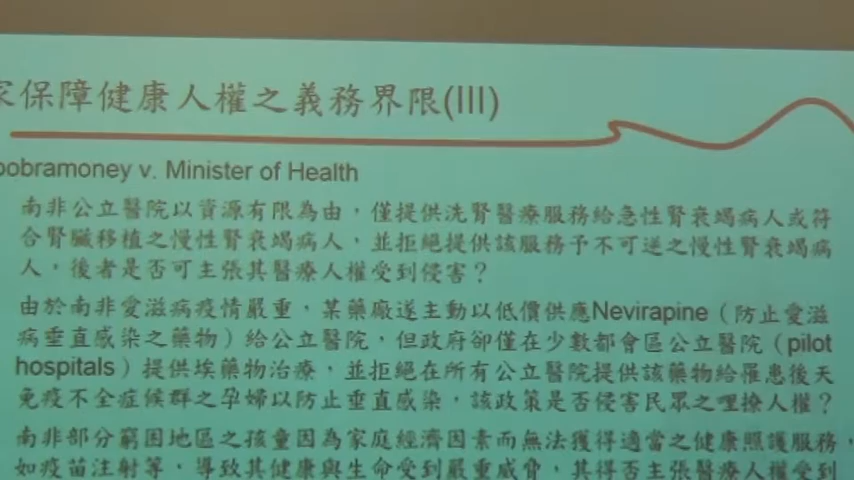 家保障健康人權之義務界限(III)
oobramoney v. Minister of Health
南非公立醫院以資源有限為由，僅提供洗腎醫療服務給急性腎衰竭病人或符
合腎臟移植之慢性腎衰竭病人，並拒絕提供該服務予不可逆之慢性腎衰竭病
人，後者是否可主張其醫療人權受到侵害？
由於南非愛滋病疫情嚴重，某藥廠遂主動以低價供應Nevirapine（防止愛滋
病垂直感染之藥物）給公立醫院，但政府卻僅在少數都會區公立醫院（pilot
hospitals）提供埃藥物治療，並拒絕在所有公立醫院提供該藥物給罹患後天
免疫不全症候群之孕婦以防止垂直感染，該政策是否侵害民眾之哩撩人權？
南非部分窮困地區之孩童因為家庭經濟因素而無法獲得適當之健康照護服務，
如疫苗注射等，導致其健康與生命受到嚴重威脅，其得否主張醫療人權受到